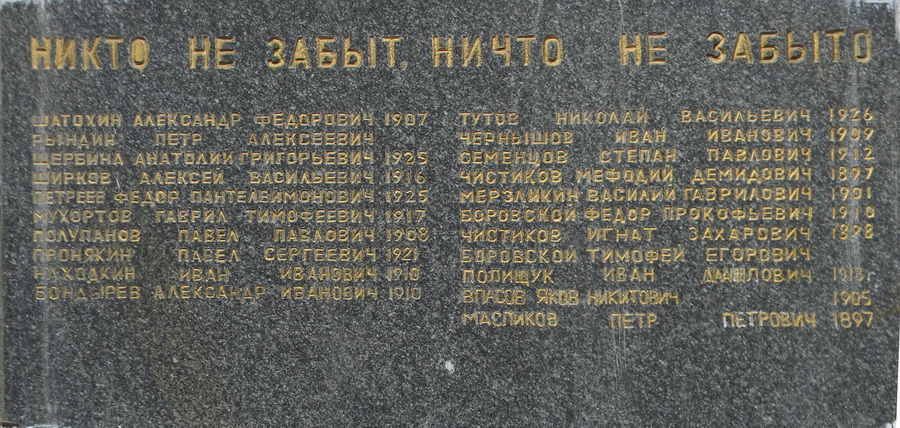 НИКТО НЕ ЗАБЫТ, НИЧТО НЕ ЗАБЫТО
ШАТОХИН АЛЕКСАНДР ФЕДОРОВИЧ 1907
РЫНДИН ПЕТР АЛЕКСЕЕВИЧ
ЩЕРБИНА АНАТОЛИЙ ГРИГОРЬЕВИЧ 1925
ШИРКОВ АЛЕКСЕЙ ВАСИЛЬЕВИЧ 1916
ПЕТРЕЕВ ФЕДОР ПАНТЕЛЕИМОНОВИЧ 1925
МУХОРТОВ ГАВРИЛ ТИМОФЕЕВИЧ 1917
ПОЛУПАНОВ ПАВЕЛ ПАВЛОВИЧ 1908
ПРОНЯКИН ПАВЕЛ СЕРГЕЕВИЧ 1921
НАХОДКИН ИВАН ИВАНОВИЧ 1910
БОНДЫРЕВ АЛЕКСАНДР ИВАНОВИЧ 1910
ТУТОВ НИКОЛАЙ ВАСИЛЬЕВИЧ 1926
ЧЕРНЫШОВ ИВАН ИВАНОВИЧ 1909
СЕМЕНЦОВ СТЕПАН ПАВЛОВИЧ 1912
ЧИСТИКОВ МЕФОДИЙ ДЕМИДОВИЧ 1897
МЕРЗЛИКИН ВАСИЛИЙ ГАВРИЛОВИЧ 1901
БОРОВСКОЙ ФЕДОР ПРОКОФЬЕВИЧ 1910
ЧИСТИКОВ ИГНАТ ЗАХАРОВИЧ 1898
БОРОВСКОЙ ТИМОФЕЙ ЕГОРОВИЧ
ПОЛИЩУК ИВАН ДАНИЛОВИЧ 1913г
ВЛАСОВ ЯКОВ НИКИТОВИЧ 1905
МАСЛИКОВ ПЕТР ПЕТРОВИЧ 1897